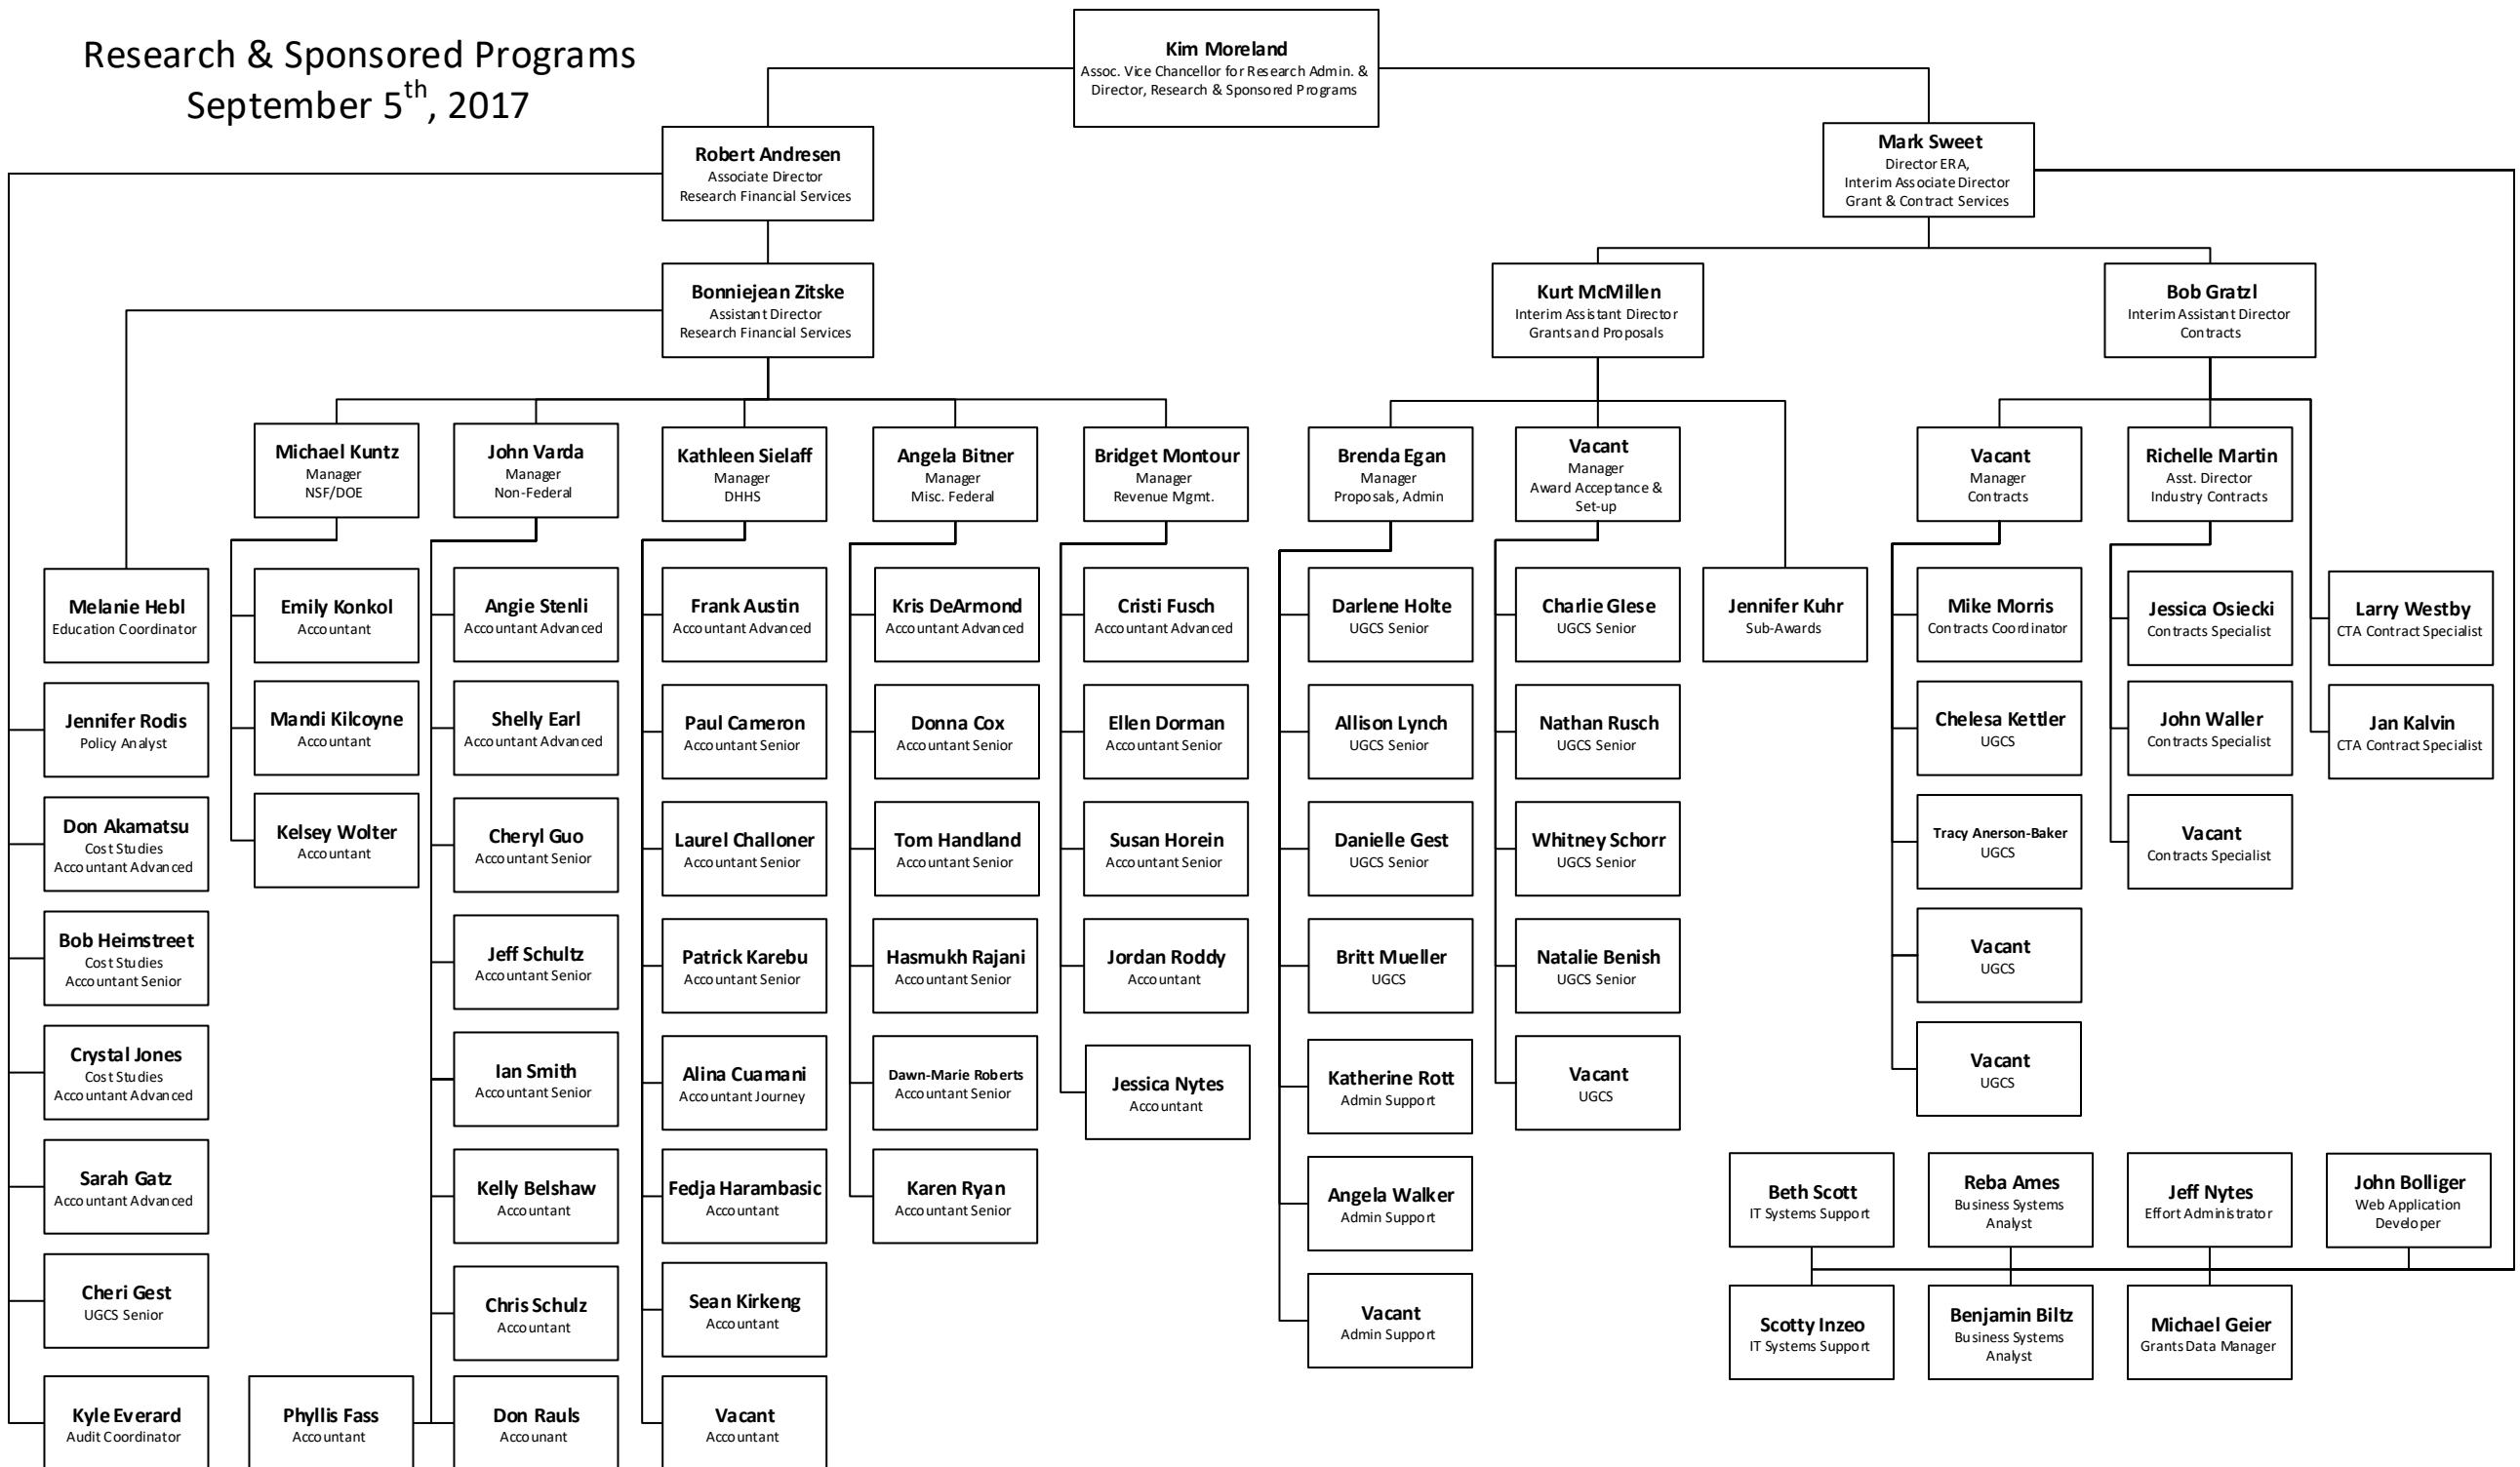 Research & Sponsored Programs
September 5th, 2017
Kim Moreland
Assoc. Vice Chancellor for Research Admin. &
Director, Research & Sponsored Programs
Robert Andresen
Associate Director
Research Financial Services
Mark Sweet
Director ERA,
Interim Associate Director
Grant & Contract Services
Bonniejean Zitske
Assistant Director
Research Financial Services
Kurt McMillen
Interim Assistant Director
Grants and Proposals
Bob Gratzl
Interim Assistant Director
Contracts
Michael Kuntz
Manager
NSF/DOE
John Varda
Manager
Non-Federal
Kathleen Sielaff
Manager
DHHS
Angela Bitner
Manager
Misc. Federal
Bridget Montour
Manager
Revenue Mgmt.
Brenda Egan
Manager
Proposals, Admin
Vacant
Manager
Award Acceptance &
Set-up
Vacant
Manager
Contracts
Richelle Martin
Asst. Director
Industry Contracts
Melanie Hebl
Education Coordinator
Jennifer Rodis
Policy Analyst
Don Akamatsu
Cost Studies
Accountant Advanced
Bob Heimstreet
Cost Studies
Accountant Senior
Crystal Jones
Cost Studies
Accountant Advanced
Sarah Gatz
Accountant Advanced
Cheri Gest
UGCS Senior
Kyle Everard
Audit Coordinator
Emily Konkol
Accountant
Mandi Kilcoyne
Accountant
Kelsey Wolter
Accountant
Phyllis Fass
Accountant
Angie Stenli
Accountant Advanced
Shelly Earl
Accountant Advanced
Cheryl Guo
Accountant Senior
Jeff Schultz
Accountant Senior
Ian Smith
Accountant Senior
Kelly Belshaw
Accountant
Chris Schulz
Accountant
Don Rauls
Accounant
Frank Austin
Accountant Advanced
Paul Cameron
Accountant Senior
Laurel Challoner
Accountant Senior
Patrick Karebu
Accountant Senior
Alina Cuamani
Accountant Journey
Fedja Harambasic
Accountant
Sean Kirkeng
Accountant
Vacant
Accountant
Kris DeArmond
Accountant Advanced
Donna Cox
Accountant Senior
Tom Handland
Accountant Senior
Hasmukh Rajani
Accountant Senior
Dawn-Marie Roberts
Accountant Senior
Karen Ryan
Accountant Senior
Cristi Fusch
Accountant Advanced
Ellen Dorman
Accountant Senior
Susan Horein
Accountant Senior
Jordan Roddy
Accountant
Jessica Nytes
Accountant
Darlene Holte
UGCS Senior
Allison Lynch
UGCS Senior
Danielle Gest
UGCS Senior
Britt Mueller
UGCS
Katherine Rott
Admin Support
Angela Walker
Admin Support
Vacant
Admin Support
Charlie GIese
UGCS Senior
Nathan Rusch
UGCS Senior
Whitney Schorr
UGCS Senior
Natalie Benish
UGCS Senior
Vacant
UGCS
Jennifer Kuhr
Sub-Awards
Mike Morris
Contracts Coordinator
Chelesa Kettler
UGCS
Tracy Anerson-Baker
UGCS
Vacant
UGCS
Vacant
UGCS
Jessica Osiecki
Contracts Specialist
John Waller
Contracts Specialist
Vacant
Contracts Specialist
Larry Westby
CTA Contract Specialist
Jan Kalvin
CTA Contract Specialist
Beth Scott
IT Systems Support
Reba Ames
Business Systems
Analyst
Jeff Nytes
Effort Administrator
John Bolliger
Web Application
Developer
Scotty Inzeo
IT Systems Support
Benjamin Biltz
Business Systems
Analyst
Michael Geier
Grants Data Manager